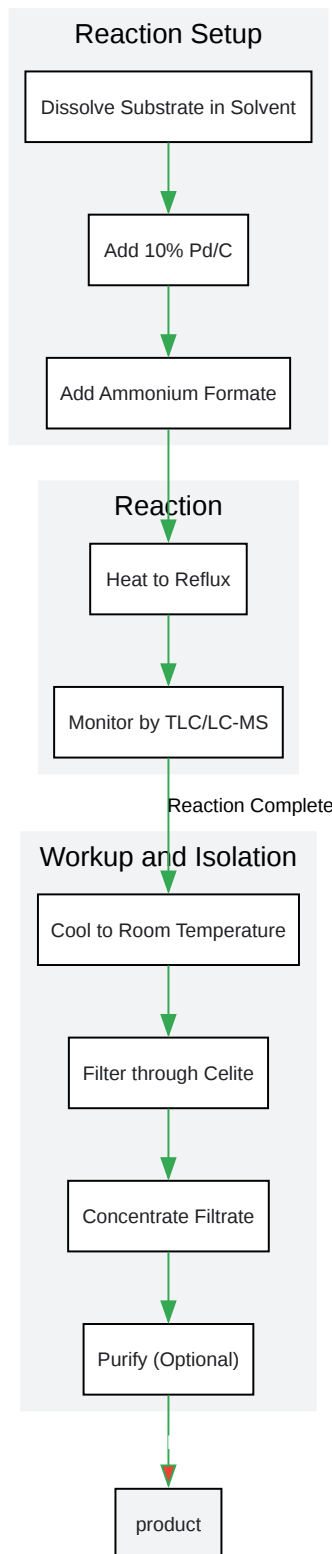 Reaction Setup
Dissolve Substrate in Solvent
Add 10% Pd/C
Add Ammonium Formate
Reaction
Heat to Reflux
Monitor by TLC/LC-MS
Reaction Complete
Workup and Isolation
Cool to Room Temperature
Filter through Celite
Concentrate Filtrate
Purify (Optional)
product